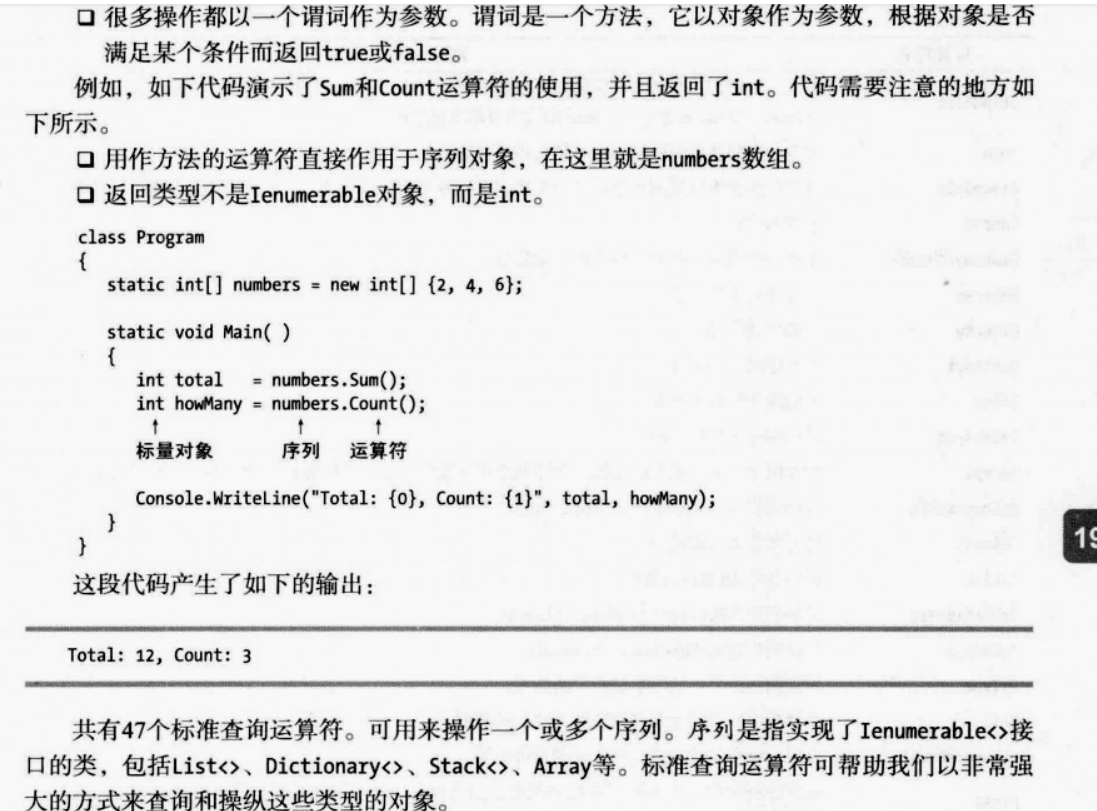 □ 很多操作都以一个谓词作为参数。谓词是一个方法，它以对象作为参数，根据对象是否
满足某个条件而返回true或false。
例如，如下代码演示了Sum和Count运算符的使用，并且返回了int。代码需要注意的地方如
下所示。
□ 用作方法的运算符直接作用于序列对象，在这里就是numbers数组。
□ 返回类型不是Ienumerable对象，而是int。
class Program
{
static int[] numbers = new int[] {2, 4, 6};
static void Main( )
{
int total = numbers.Sum();
int howMany = numbers.Count();
↑ ↑ ↑
标量对象 序列 运算符
Console.WriteLine("Total: {0}, Count: {1}", total, howMany);
}
}
19
这段代码产生了如下的输出：
Total: 12, Count: 3
共有47个标准查询运算符。可用来操作一个或多个序列。序列是指实现了Ienumerable<>接
口的类，包括List<>、Dictionary<>、Stack<>、Array等。标准查询运算符可帮助我们以非常强
大的方式来查询和操纵这些类型的对象。